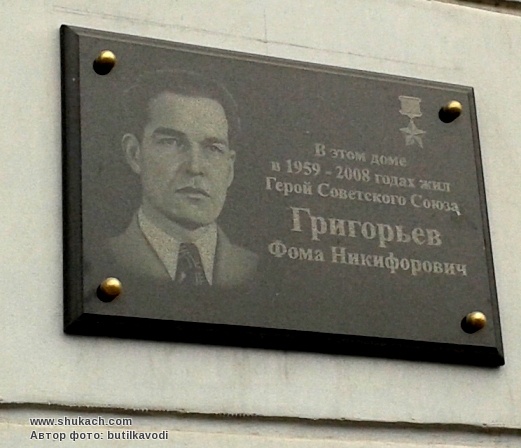 В этом доме
в 1959 - 2008 годах жил
Герой Советского Союза
Григорьев
Фома Никифорович
www.shukach.com
Автор фото: butilkavodi